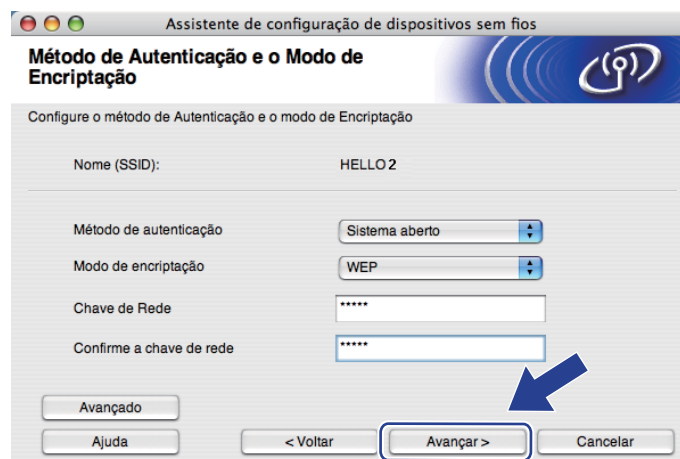 Assistente de configuração de dispositivos sem fios
Método de Autenticação e o Modo de
Encriptação
Configure o método de Autenticação e o modo de Encriptação
Nome (SSID): HELLO 2
Método de autenticação Sistema aberto
Modo de encriptação WEP
Chave de Rede *****
Confirme a chave de rede *****
Avançado
Ajuda < Voltar Avançar > Cancelar